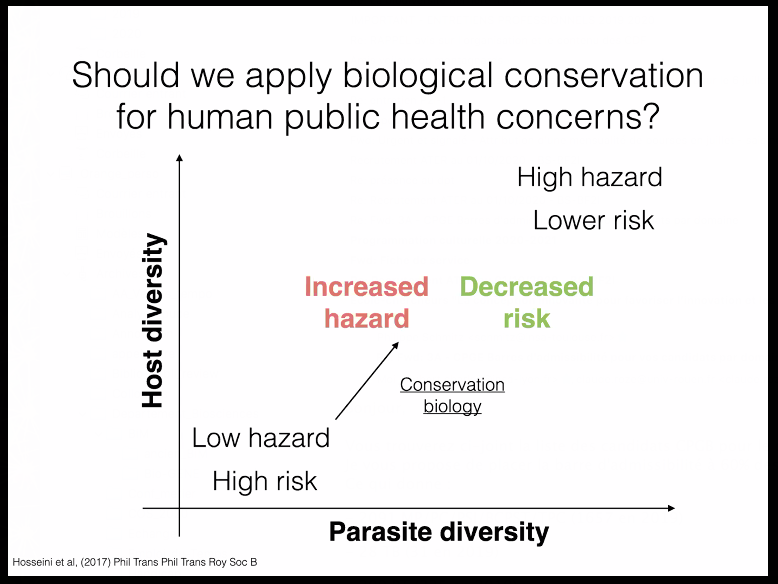 Should we apply biological conservation
for human public health concerns?
High hazard
Lower risk
Host diversity
Increased
hazard
Decreased
risk
Conservation
biology
Low hazard
High risk
Parasite diversity
Hosseini et al, (2017) Phil Trans Phil Trans Roy Soc B